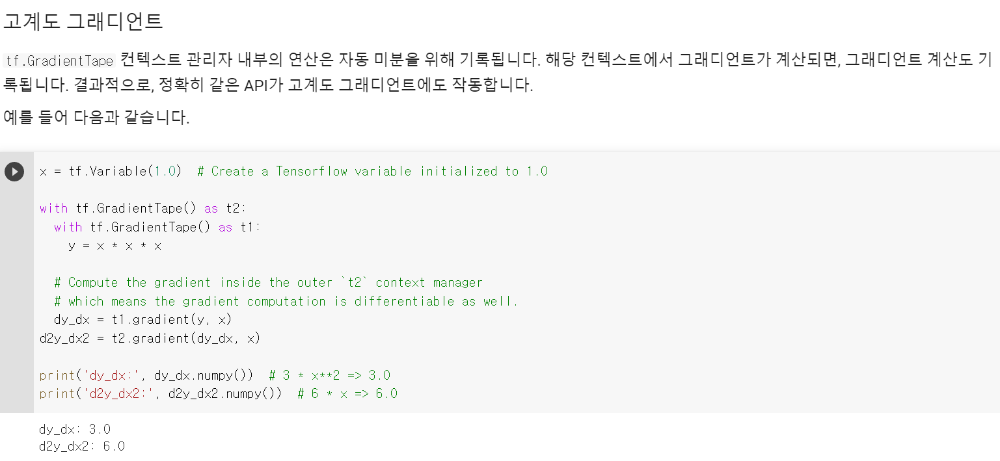 고계도 그래디언트
tf.GradientTape 컨텍스트 관리자 내부의 연산은 자동 미분을 위해 기록됩니다. 해당 컨텍스트에서 그래디언트가 계산되면, 그래디언트 계산도 기
록됩니다. 결과적으로, 정확히 같은 API가 고계도 그래디언트에도 작동합니다.
예를 들어 다음과 같습니다.
x = tf.Variable(1.0)  # Create a Tensorflow variable initialized to 1.0
with tf.GradientTape() as t2:
  with tf.GradientTape() as t1:
    y = x * x * x
  # Compute the gradient inside the outer `t2` context manager
  # which means the gradient computation is differentiable as well.
  dy_dx = t1.gradient(y, x)
d2y_dx2 = t2.gradient(dy_dx, x)
print('dy_dx:', dy_dx.numpy())  # 3 * x**2 => 3.0
print('d2y_dx2:', d2y_dx2.numpy())  # 6 * x => 6.0
dy_dx: 3.0
d2y_dx2: 6.0